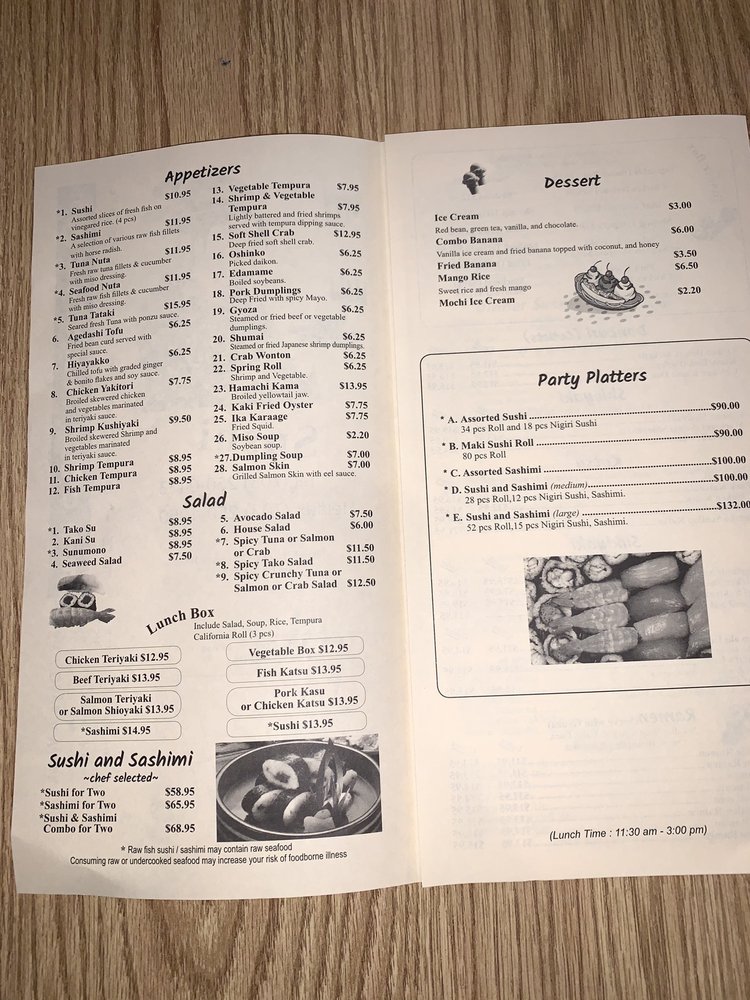 Appetizers
*1. Sushi $10.95
Assorted slices of fresh fish on
vinegared rice. (4 pcs)
*2. Sashimi $11.95
A selection of various raw fish fillets
with horse radish.
*3. Tuna Nuta $11.95
Fresh raw tuna fillets & cucumber
with miso dressing.
*4. Seafood Nuta $11.95
Fresh raw fish fillets & cucumber
with miso dressing.
*5. Tuna Tataki $15.95
Seared fresh Tuna with ponzu sauce.
6. Agedashi Tofu $6.25
Fried bean curd served with
special sauce.
7. Hiyayakko $6.25
Chilled tofu with graded ginger
& bonito flakes and soy sauce.
8. Chicken Yakitori $7.75
Broiled skewered chicken
and vegetables marinated
in teriyaki sauce.
9. Shrimp Kushiyaki $9.50
Broiled skewered Shrimp and
vegetables marinated
in teriyaki sauce.
10. Shrimp Tempura $8.95
11. Chicken Tempura $8.95
12. Fish Tempura $8.95
13. Vegetable Tempura $7.95
14. Shrimp & Vegetable
Tempura $7.95
Lightly battered and fried shrimps
served with tempura dipping sauce.
15. Soft Shell Crab $12.95
Deep fried soft shell crab.
16. Oshinko $6.25
Picked daikon.
17. Edamame $6.25
Boiled soybeans.
18. Pork Dumplings $6.25
Deep Fried with spicy Mayo.
19. Gyoza $6.25
Steamed or fried beef or vegetable
dumplings.
20. Shumai $6.25
Steamed or fried Japanese shrimp dumplings.
21. Crab Wonton $6.25
22. Spring Roll $6.25
Shrimp and Vegetable.
23. Hamachi Kama $13.95
Broiled yellowtail jaw.
24. Kaki Fried Oyster $7.75
25. Ika Karaage $7.75
Fried Squid.
26. Miso Soup $2.20
Soybean soup.
*27.Dumpling Soup $7.00
28. Salmon Skin $7.00
Grilled Salmon Skin with eel sauce.
Salad
*1. Tako Su $8.95
2. Kani Su $8.95
*3. Sunumono $8.95
4. Seaweed Salad $7.50
5. Avocado Salad $7.50
6. House Salad $6.00
*7. Spicy Tuna or Salmon
or Crab $11.50
*8. Spicy Tako Salad $11.50
*9. Spicy Crunchy Tuna or
Salmon or Crab Salad $12.50
Lunch Box
Include Salad, Soup, Rice, Tempura
California Roll (3 pcs)
Chicken Teriyaki $12.95
Beef Teriyaki $13.95
Salmon Teriyaki
or Salmon Shioyaki $13.95
*Sashimi $14.95
Vegetable Box $12.95
Fish Katsu $13.95
Pork Kasu
or Chicken Katsu $13.95
*Sushi $13.95
Sushi and Sashimi
~chef selected~
*Sushi for Two $58.95
*Sashimi for Two $65.95
*Sushi & Sashimi
Combo for Two $68.95
* Raw fish sushi / sashimi may contain raw seafood
Consuming raw or undercooked seafood may increase your risk of foodborne illness
Dessert
Ice Cream $3.00
Red bean, green tea, vanilla, and chocolate.
Combo Banana $6.00
Vanilla ice cream and fried banana topped with coconut, and honey
Fried Banana $3.50
Mango Rice $6.50
Sweet rice and fresh mango
Mochi Ice Cream $2.20
Party Platters
* A. Assorted Sushi ........ $90.00
34 pcs Roll and 18 pcs Nigiri Sushi
* B. Maki Sushi Roll ........ $90.00
80 pcs Roll
* C. Assorted Sashimi ........ $100.00
* D. Sushi and Sashimi (medium)........ $100.00
28 pcs Roll,12 pcs Nigiri Sushi, Sashimi.
* E. Sushi and Sashimi (large) ........ $132.00
52 pcs Roll,15 pcs Nigiri Sushi, Sashimi.
(Lunch Time : 11:30 am - 3:00 pm)